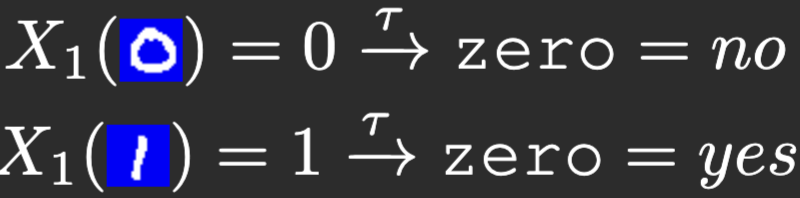 X₁(0) = 0 →τ zero = no
X₁(1) = 1 →τ zero = yes